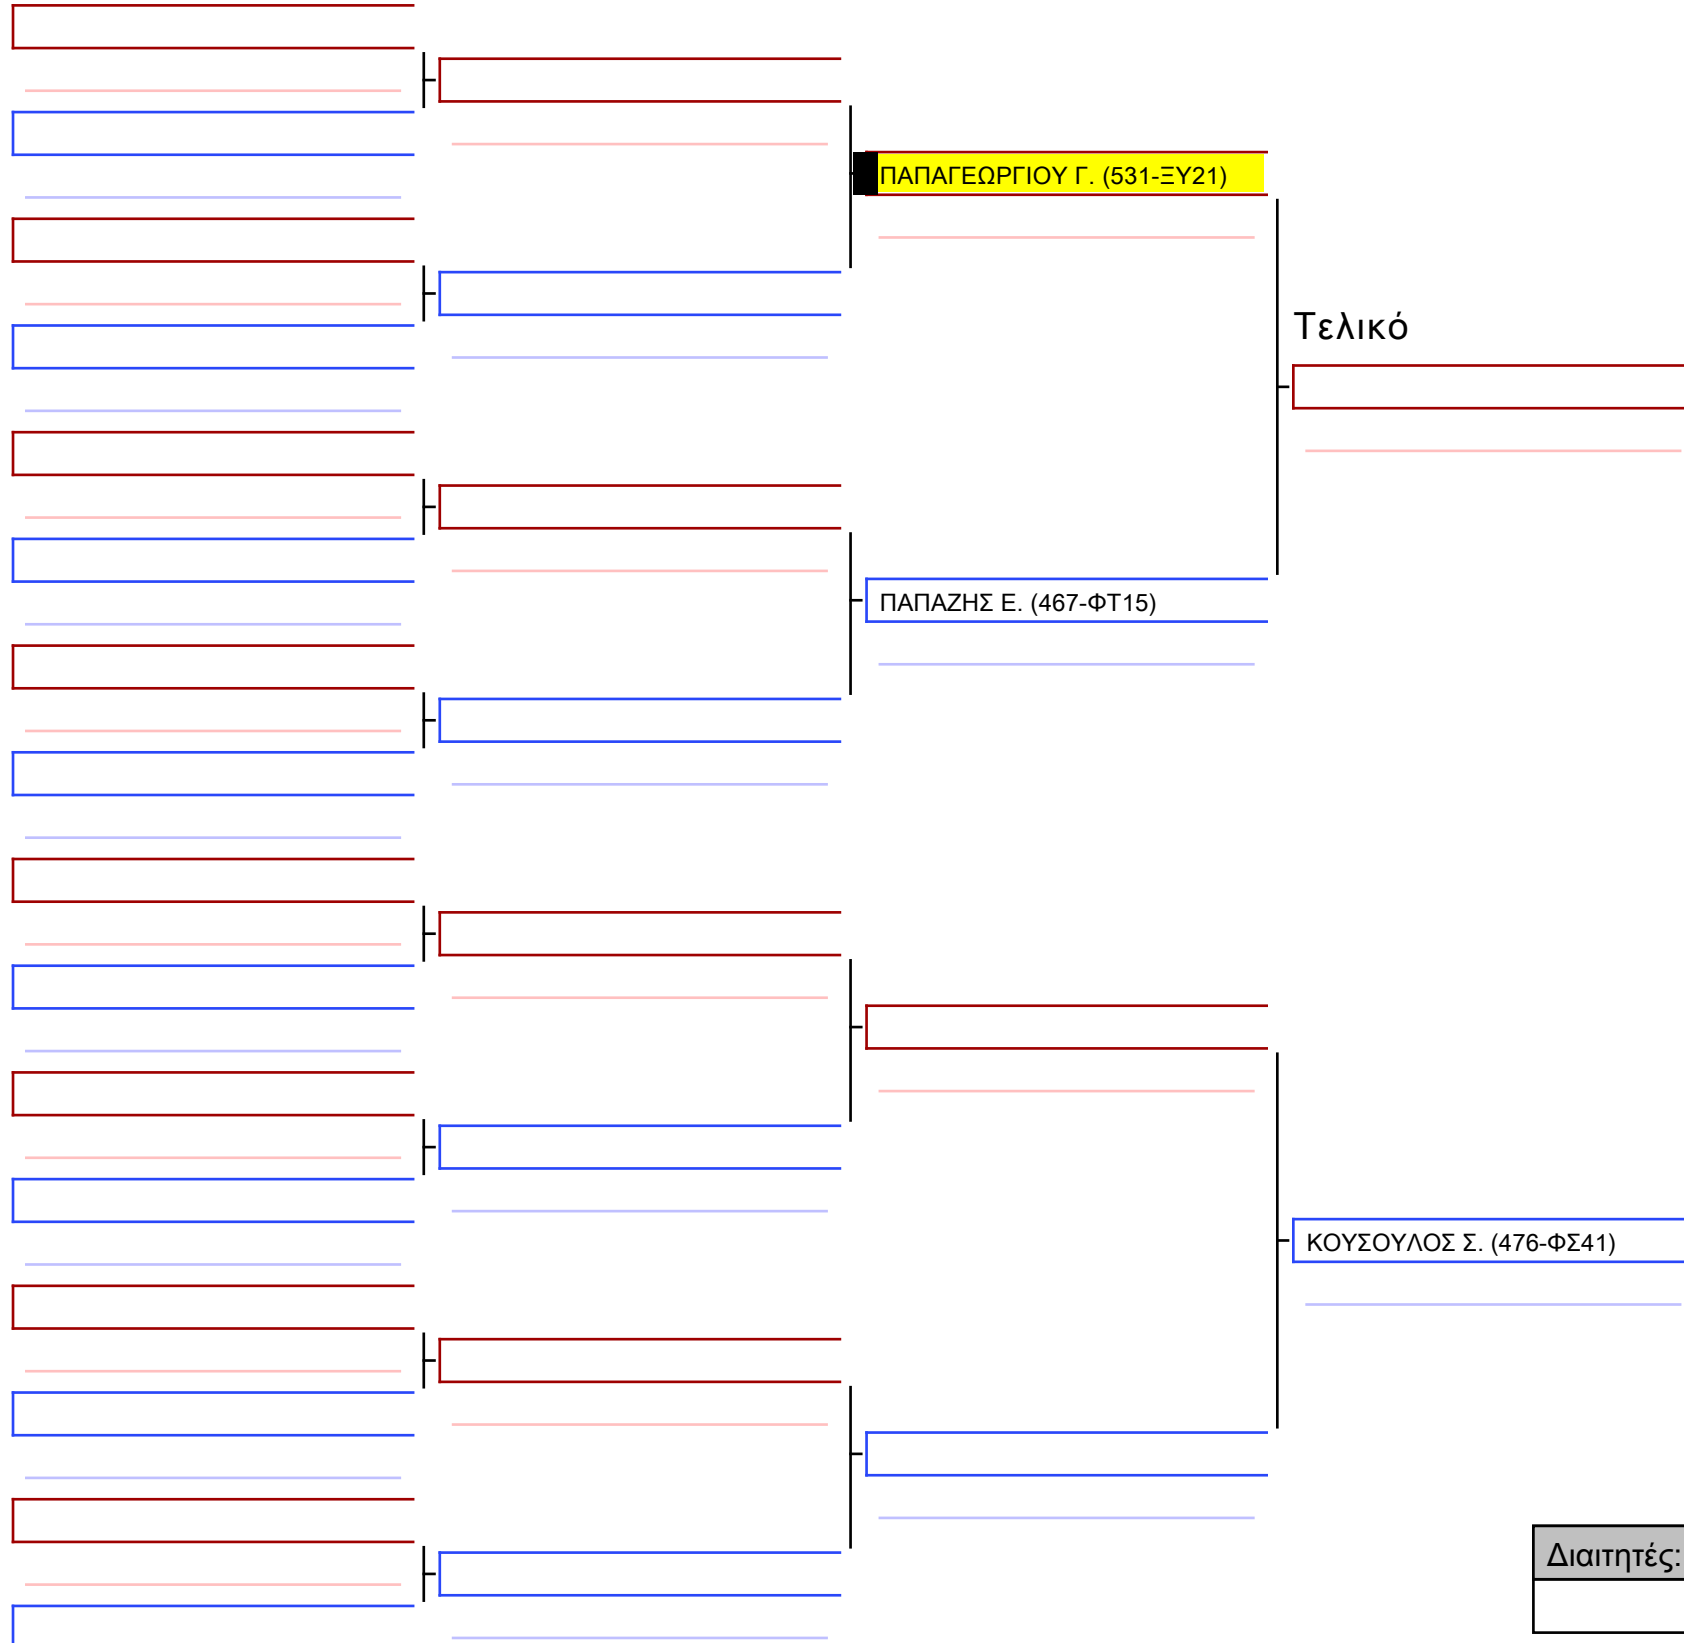 ΠΑΠΑΓΕΩΡΓΙΟΥ Γ. (531-ΞΥ21)
Τελικό
ΠΑΠΑΖΗΣ Ε. (467-ΦΤ15)
ΚΟΥΣΟΥΛΟΣ Σ. (476-ΦΣ41)
Διαιτητές: